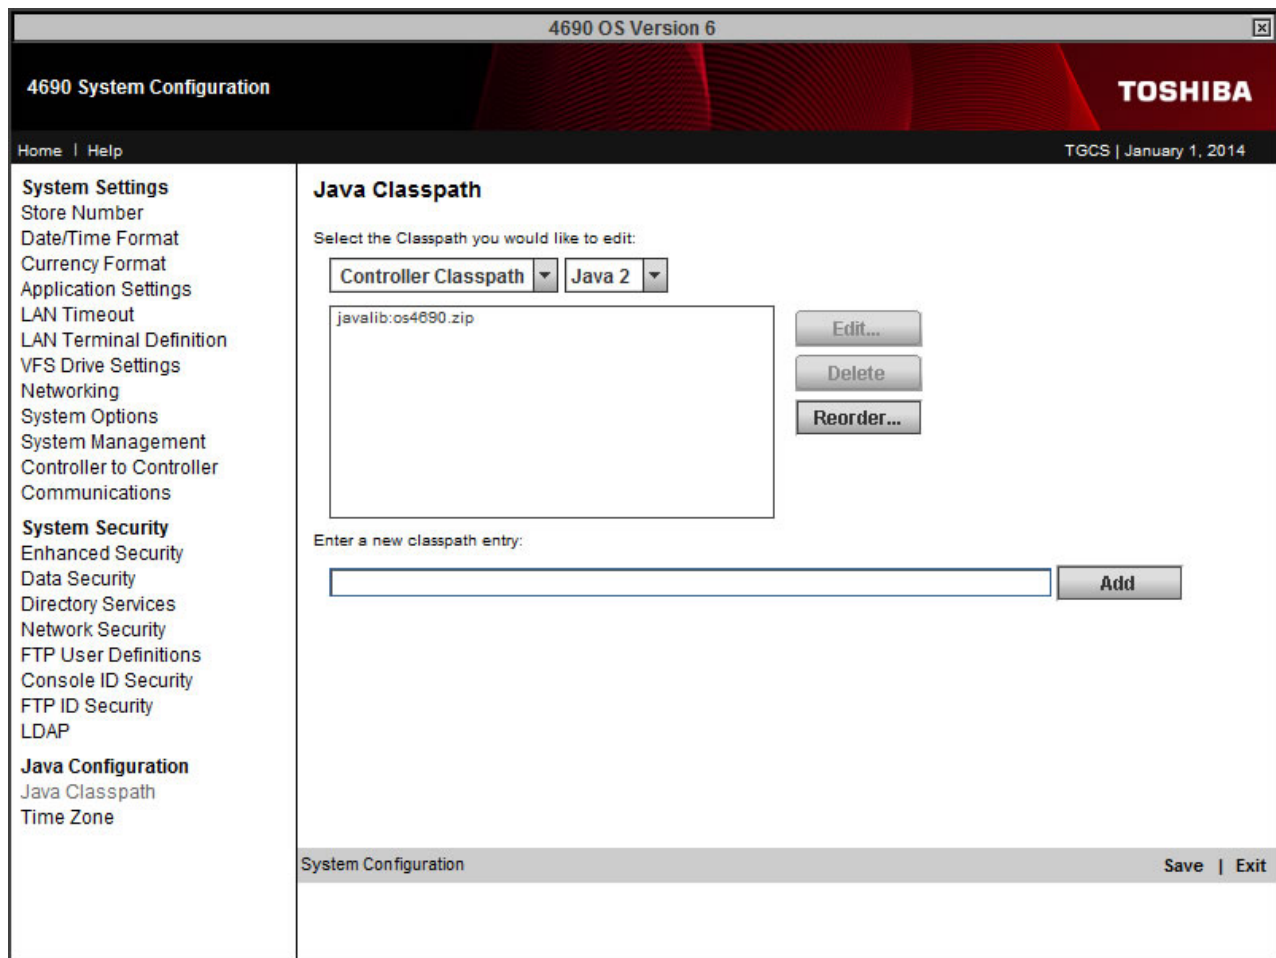 4690 OS Version 6
4690 System Configuration
TOSHIBA
Home | Help
TGCS | January 1, 2014
System Settings
Store Number
Date/Time Format
Currency Format
Application Settings
LAN Timeout
LAN Terminal Definition
VFS Drive Settings
Networking
System Options
System Management
Controller to Controller
Communications
System Security
Enhanced Security
Data Security
Directory Services
Network Security
FTP User Definitions
Console ID Security
FTP ID Security
LDAP
Java Configuration
Java Classpath
Time Zone
Java Classpath
Select the Classpath you would like to edit:
Controller Classpath Java 2
javalib:os4690.zip
Edit...
Delete
Reorder...
Enter a new classpath entry:
Add
System Configuration
Save | Exit